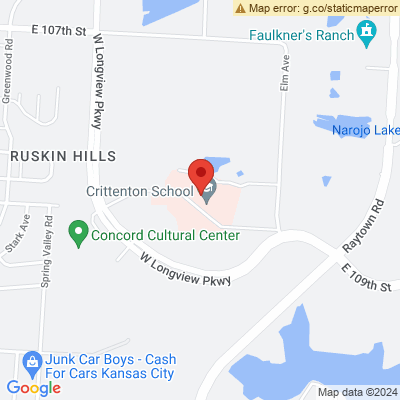 Map error: g.co/staticmaperror
E 107th St
Faulkner's Ranch
Greenwood Rd
W Longview Pkwy
Elm Ave
Narojo Lake
RUSKIN HILLS
Crittenton School
Stark Ave
Spring Valley Rd
Concord Cultural Center
Raytown Rd
W Longview Pkwy
E 109th St
Junk Car Boys - Cash
For Cars Kansas City
Google
Map data ©2024